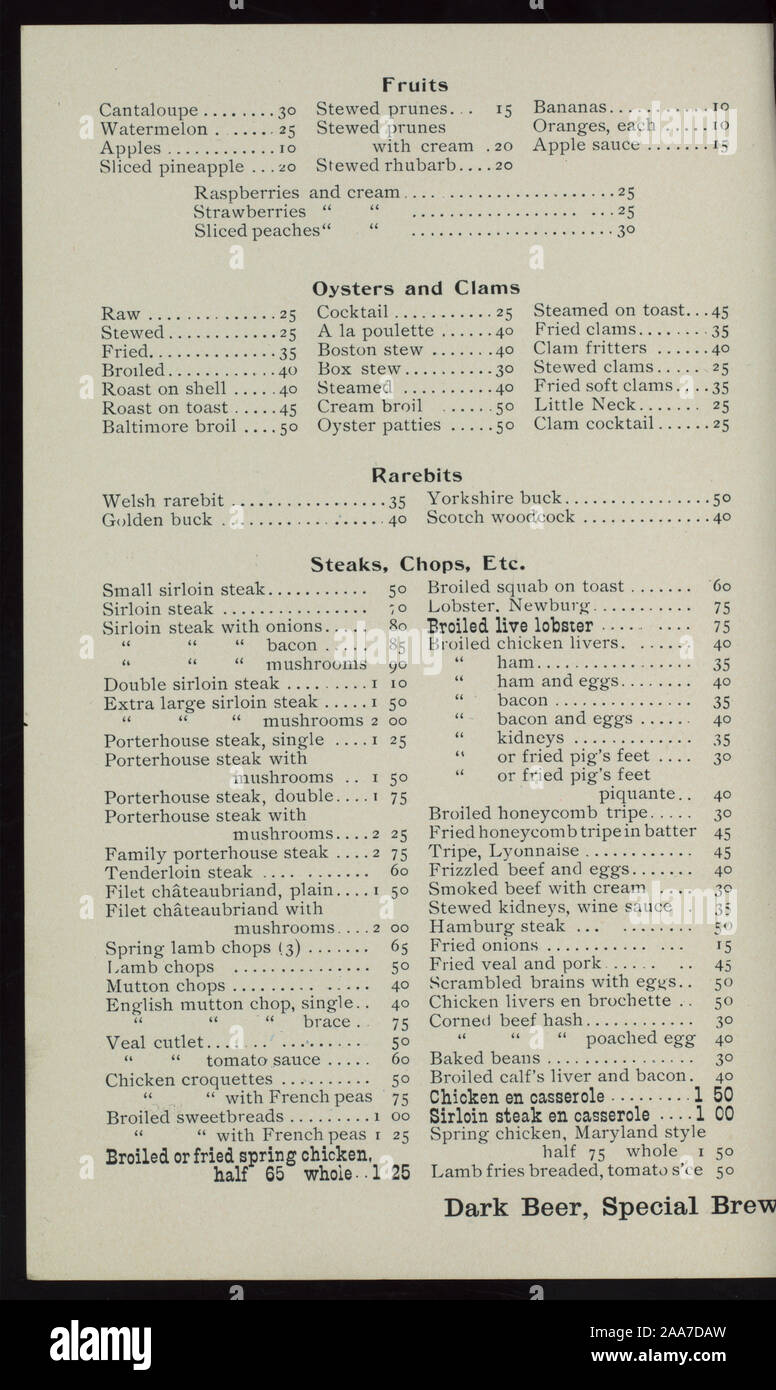 Fruits
Cantaloupe ........ 30
Watermelon . ...... 25
Apples ............ 10
Sliced pineapple ... 20
Stewed prunes. .. 15
Stewed prunes
with cream . 20
Stewed rhubarb.... 20
Bananas........... 10
Oranges, each ..... 10
Apple sauce ....... 15
Raspberries and cream.... ...................... 25
Strawberries “ “ .................. ... 25
Sliced peaches“ “ ...................... 30
Oysters and Clams
Raw .............. 25
Stewed............ 25
Fried............. 35
Broiled............ 40
Roast on shell ..... 40
Roast on toast ..... 45
Baltimore broil .... 50
Cocktail ........... 25
A la poulette ...... 40
Boston stew ....... 40
Box stew.......... 30
Steamed .......... 40
Cream broil ...... 50
Oyster patties ..... 50
Steamed on toast... 45
Fried clams........ 35
Clam fritters ...... 40
Stewed clams..... 25
Fried soft clams.... 35
Little Neck....... 25
Clam cocktail...... 25
Rarebits
Welsh rarebit ................. 35
Golden buck ................. 40
Yorkshire buck................ 50
Scotch woodcock .............. 40
Steaks, Chops, Etc.
Small sirloin steak........... 50
Sirloin steak ................ 70
Sirloin steak with onions..... 80
“ “ “ bacon ..... 85
“ “ “ mushrooms 90
Double sirloin steak ......... 1 10
Extra large sirloin steak ..... 1 50
“ “ “ mushrooms 2 00
Porterhouse steak, single .... 1 25
Porterhouse steak with
mushrooms .. 1 50
Porterhouse steak, double.... 1 75
Porterhouse steak with
mushrooms.... 2 25
Family porterhouse steak .... 2 75
Tenderloin steak .... ........ 60
Filet châteaubriand, plain.... 1 50
Filet châteaubriand with
mushrooms.... 2 00
Spring lamb chops (3) ....... 65
Lamb chops ............... 50
Mutton chops ............... 40
English mutton chop, single.. 40
“ “ “ brace . 75
Veal cutlet................. 50
“ “ tomato sauce ..... 60
Chicken croquettes .......... 50
“ “ with French peas 75
Broiled sweetbreads ......... 1 00
“ “ with French peas 1 25
Broiled or fried spring chicken,
half 65 whole.. 1 25
Broiled squab on toast ....... 60
Lobster, Newburg........... 75
Broiled live lobster ..... .... 75
Broiled chicken livers. ...... 40
“ ham................ 35
“ ham and eggs........ 40
“ bacon .............. 35
“ bacon and eggs ...... 40
“ kidneys ............. 35
“ or fried pig's feet .... 30
“ or fried pig's feet
piquante.. 40
Broiled honeycomb tripe..... 30
Fried honeycomb tripe in batter 45
Tripe, Lyonnaise ............ 45
Frizzled beef and eggs....... 40
Smoked beef with cream .... 30
Stewed kidneys, wine sauce . 35
Hamburg steak ... ........ 50
Fried onions ........... ... 15
Fried veal and pork...... .. 45
Scrambled brains with eggs.. 50
Chicken livers en brochette .. 50
Corned beef hash............ 30
“ “ “ poached egg 40
Baked beans ................ 30
Broiled calf's liver and bacon. 40
Chicken en casserole ......... 1 50
Sirloin steak en casserole .... 1 00
Spring chicken, Maryland style
half 75 whole 1 50
Lamb fries breaded, tomato s'ce 50
Dark Beer, Special Brew
alamy
Image ID: 2AA7DAW
www.alamy.com